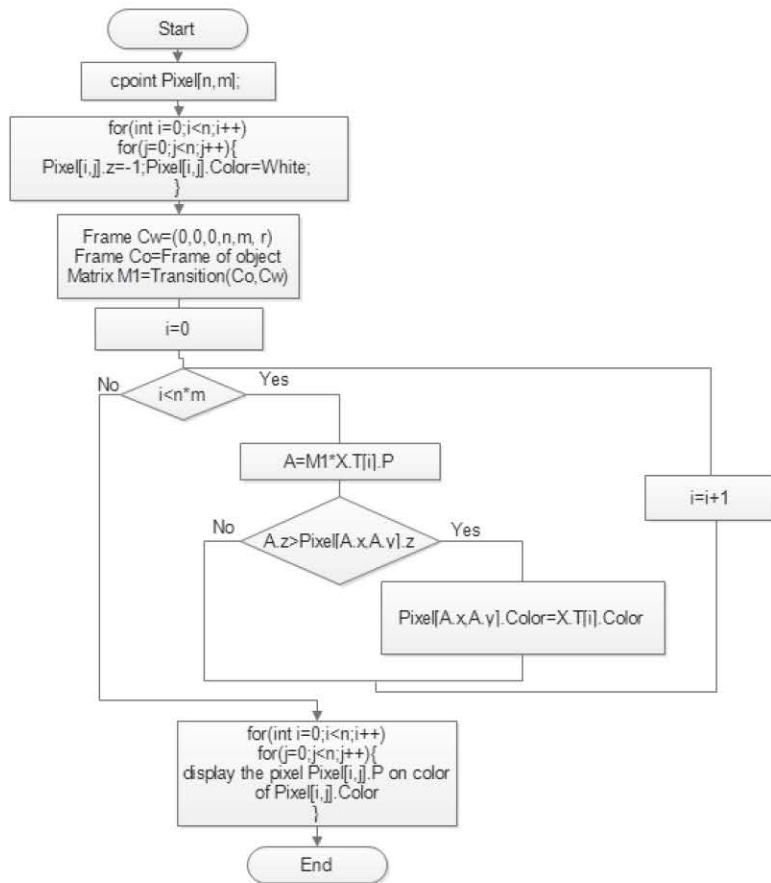 Start
cpoint Pixel[n,m];
for(int i=0;i<n;i++)
for(j=0;j<n;j++){
Pixel[i,j].z=-1;Pixel[i,j].Color=White;
}
Frame Cw=(0,0,0,n,m, r)
Frame Co=Frame of object
Matrix M1=Transition(Co,Cw)
i=0
No
i<n*m
Yes
A=M1*X.T[i].P
i=i+1
No
A.z>Pixel[A.x,A.y].z
Yes
Pixel[A.x,A.y].Color=X.T[i].Color
for(int i=0;i<n;i++)
for(j=0;j<n;j++){
display the pixel Pixel[i,j].P on color
of Pixel[i,j].Color
}
End